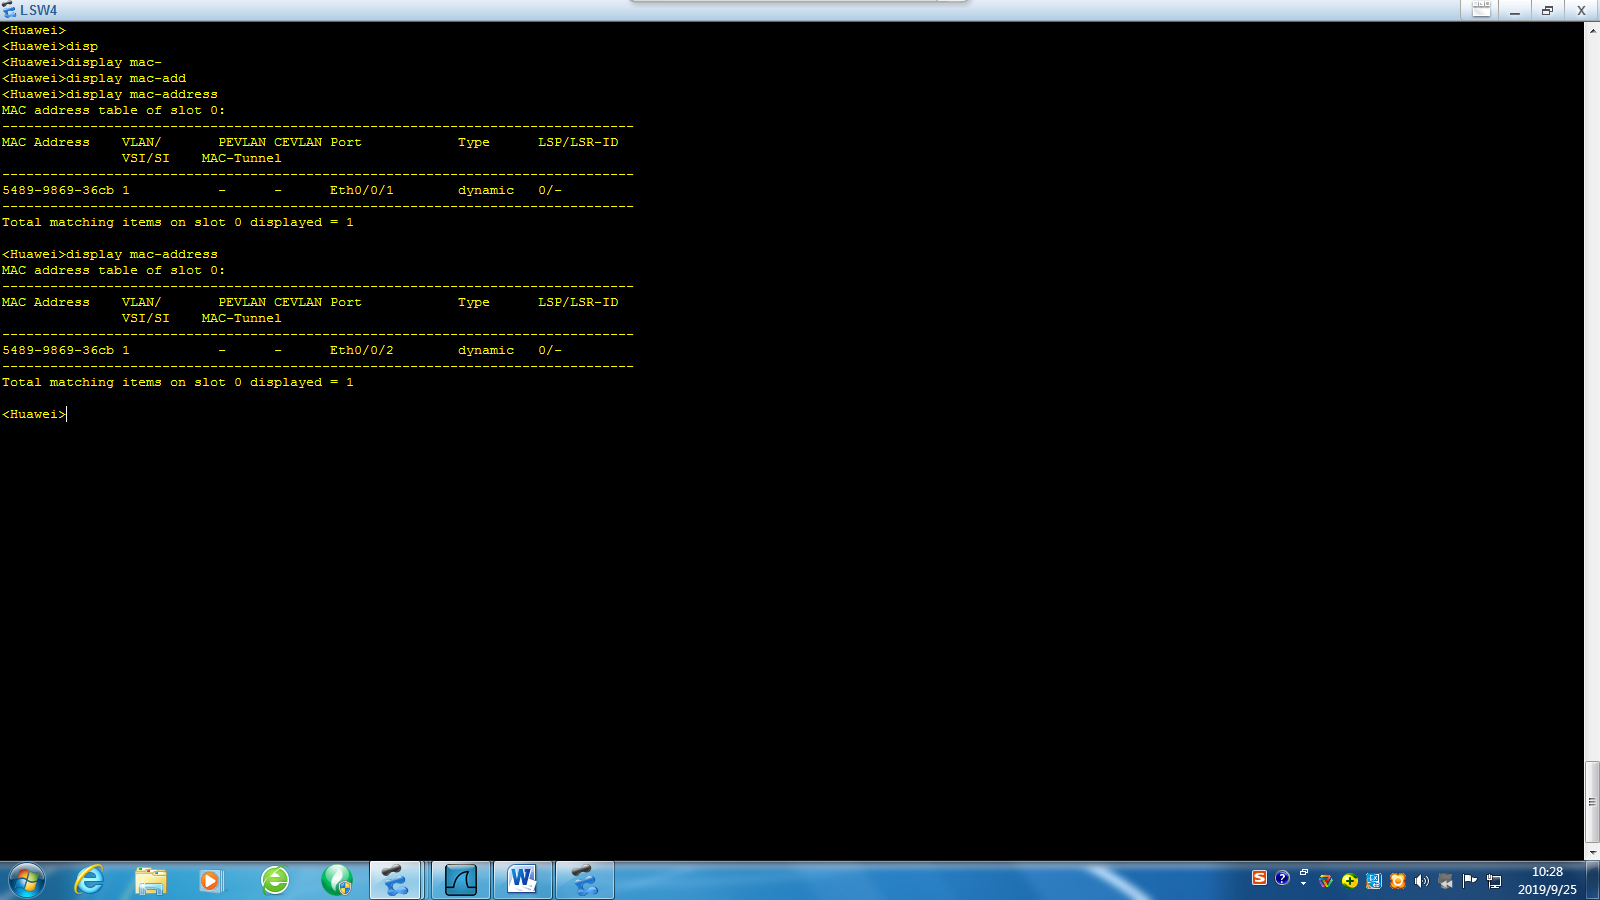 LSW4
<Huawei>
<Huawei>disp
<Huawei>display mac-
<Huawei>display mac-add
<Huawei>display mac-address
MAC address table of slot 0:
-------------------------------------------------------------------------------
MAC Address    VLAN/       PEVLAN CEVLAN Port            Type      LSP/LSR-ID
               VSI/SI    MAC-Tunnel
-------------------------------------------------------------------------------
5489-9869-36cb 1           -      -      Eth0/0/1        dynamic   0/-
-------------------------------------------------------------------------------
Total matching items on slot 0 displayed = 1
<Huawei>display mac-address
MAC address table of slot 0:
-------------------------------------------------------------------------------
MAC Address    VLAN/       PEVLAN CEVLAN Port            Type      LSP/LSR-ID
               VSI/SI    MAC-Tunnel
-------------------------------------------------------------------------------
5489-9869-36cb 1           -      -      Eth0/0/2        dynamic   0/-
-------------------------------------------------------------------------------
Total matching items on slot 0 displayed = 1
<Huawei>
10:28
2019/9/25